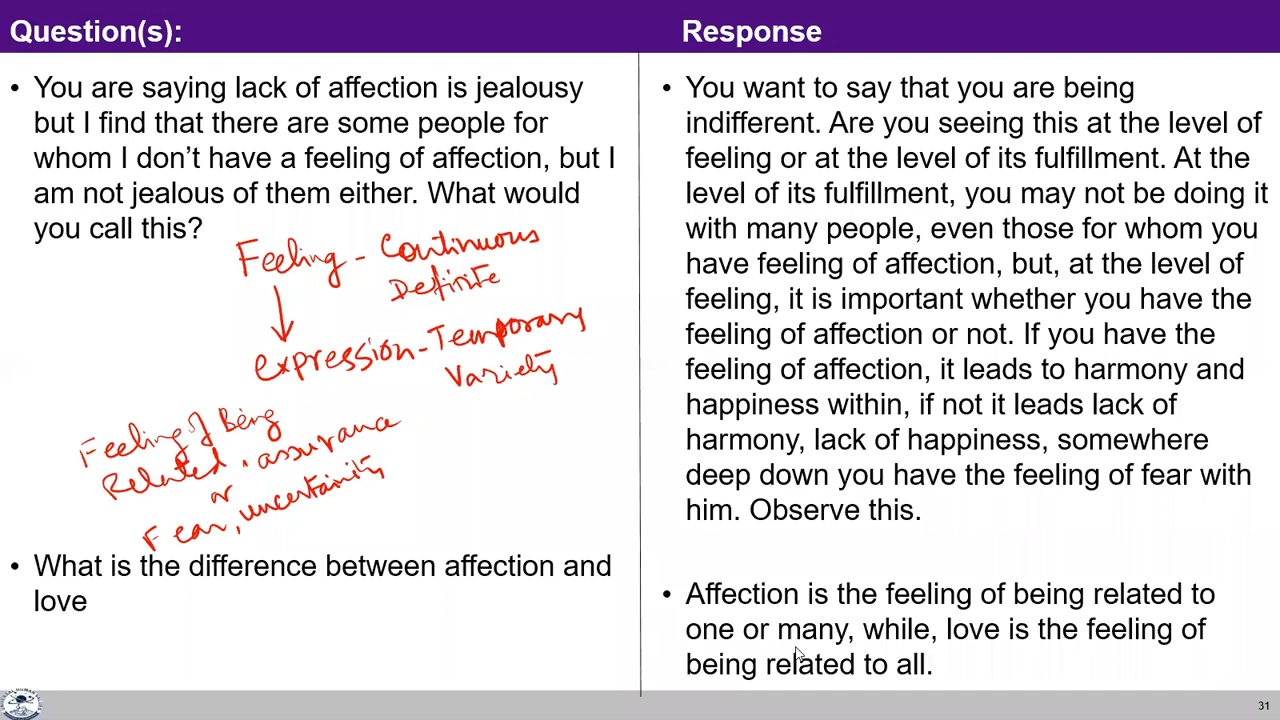 Question(s):
• You are saying lack of affection is jealousy
but I find that there are some people for
whom I don’t have a feeling of affection, but I
am not jealous of them either. What would
you call this?
Feeling - Continuous
Definite
expression - Temporary
Variety
Feeling of Being
Related, assurance
or
Fear, uncertainity
• What is the difference between affection and
love
Response
• You want to say that you are being
indifferent. Are you seeing this at the level of
feeling or at the level of its fulfillment. At the
level of its fulfillment, you may not be doing it
with many people, even those for whom you
have feeling of affection, but, at the level of
feeling, it is important whether you have the
feeling of affection or not. If you have the
feeling of affection, it leads to harmony and
happiness within, if not it leads lack of
harmony, lack of happiness, somewhere
deep down you have the feeling of fear with
him. Observe this.
• Affection is the feeling of being related to
one or many, while, love is the feeling of
being related to all.
31